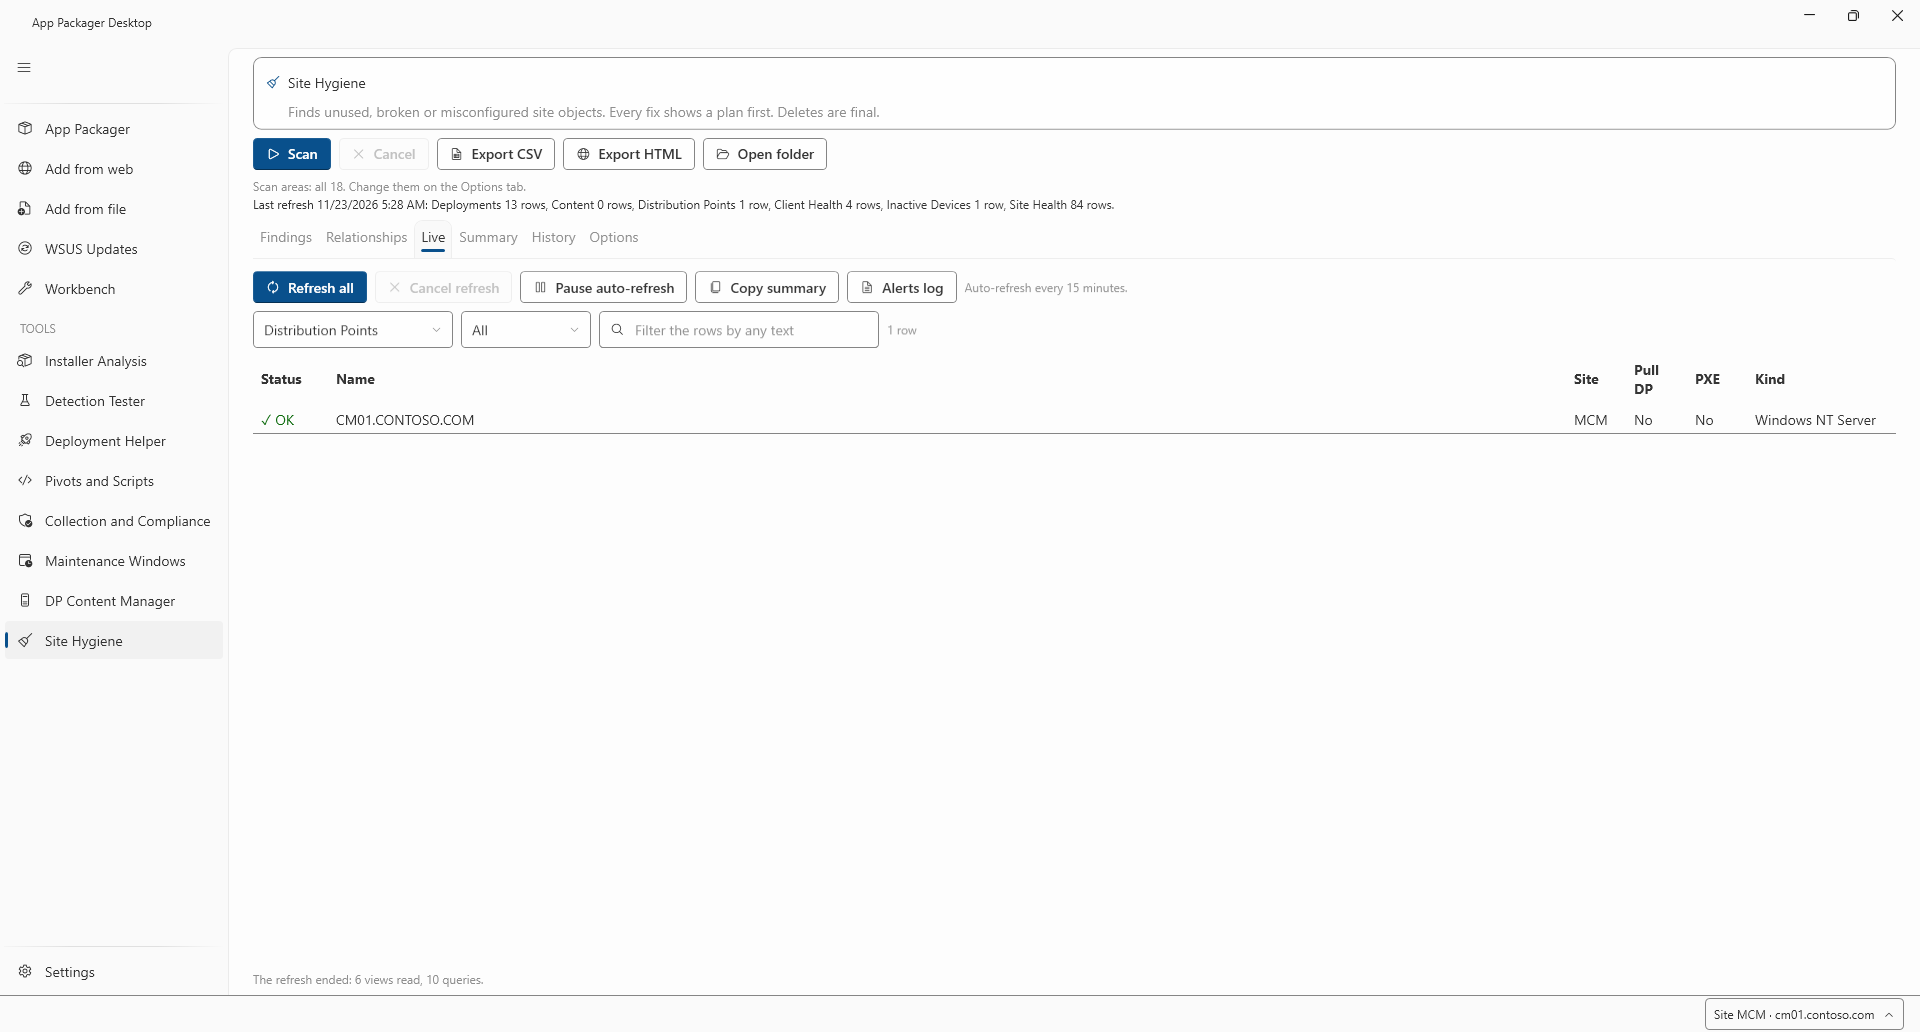 App Packager Desktop
Site Hygiene
Finds unused, broken or misconfigured site objects. Every fix shows a plan first. Deletes are final.
Scan
Cancel
Export CSV
Export HTML
Open folder
Scan areas: all 18. Change them on the Options tab.
Last refresh 11/23/2026 5:28 AM: Deployments 13 rows, Content 0 rows, Distribution Points 1 row, Client Health 4 rows, Inactive Devices 1 row, Site Health 84 rows.
Findings
Relationships
Live
Summary
History
Options
Refresh all
Cancel refresh
Pause auto-refresh
Copy summary
Alerts log
Auto-refresh every 15 minutes.
Distribution Points
All
Filter the rows by any text
1 row
Status
Name
Site
Pull DP
PXE
Kind
OK
CM01.CONTOSO.COM
MCM
No
No
Windows NT Server
App Packager
Add from web
Add from file
WSUS Updates
Workbench
TOOLS
Installer Analysis
Detection Tester
Deployment Helper
Pivots and Scripts
Collection and Compliance
Maintenance Windows
DP Content Manager
Site Hygiene
Settings
The refresh ended: 6 views read, 10 queries.
Site MCM · cm01.contoso.com